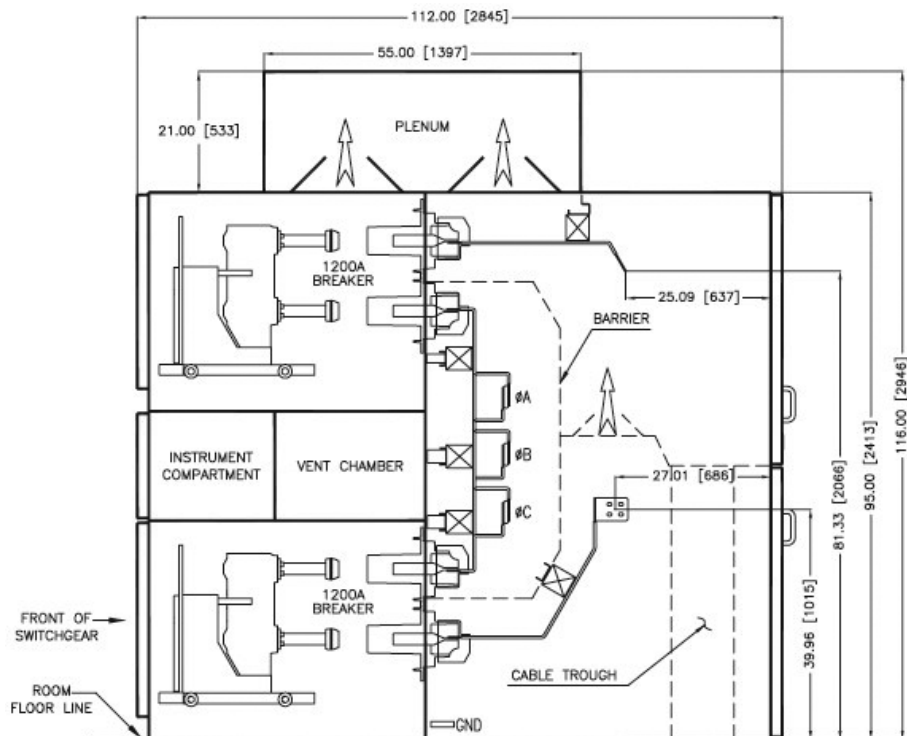 112.00 [2845]
55.00 [1397]
21.00 [533]
PLENUM
1200A
BREAKER
25.09 [637]
BARRIER
øA
øB
øC
INSTRUMENT
COMPARTMENT
VENT CHAMBER
27.01 [686]
1200A
BREAKER
FRONT OF
SWITCHGEAR
ROOM
FLOOR LINE
CABLE TROUGH
GND
39.96 [1015]
81.33 [2066]
95.00 [2413]
116.00 [2946]